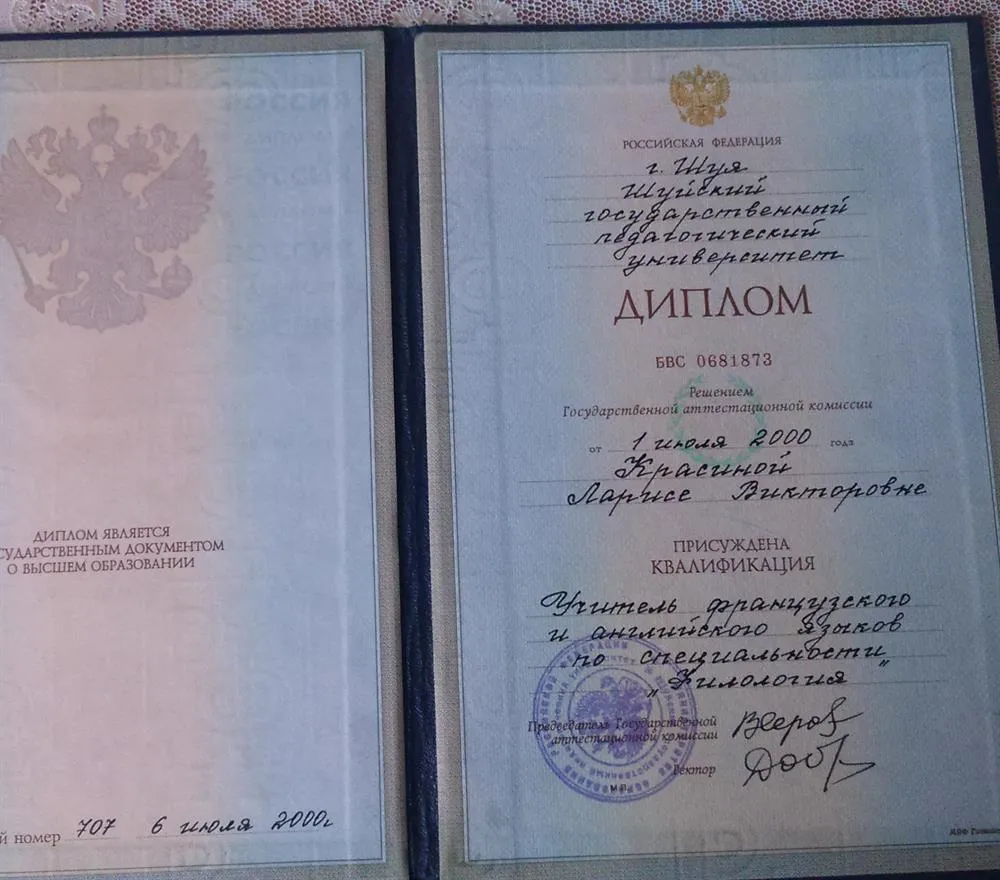 ДИПЛОМ ЯВЛЯЕТСЯ
СУДАРСТВЕННЫМ ДОКУМЕНТОМ
О ВЫСШЕМ ОБРАЗОВАНИИ
й номер 707 6 июля 2000г
РОССИЙСКАЯ ФЕДЕРАЦИЯ
г. Шуя
Шуйский
государственный
педагогический
университет
ДИПЛОМ
БВС 0681873
Решением
Государственной аттестационной комиссии
от 1 июля 2000 года
Красиной
Ларисе Викторовне
ПРИСУЖДЕНА
КВАЛИФИКАЦИЯ
Учитель французского
и английского языков
по специальности
„Филология"
Председатель Государственной
аттестационной комиссии
Ректор
М.П.